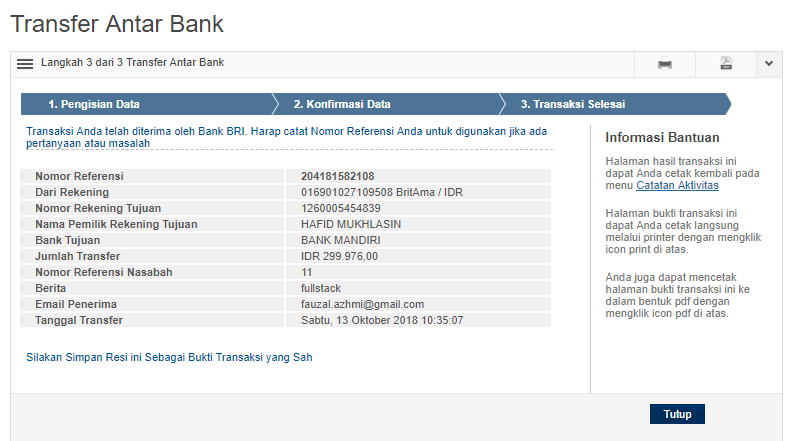 Transfer Antar Bank
Langkah 3 dari 3 Transfer Antar Bank
1. Pengisian Data
2. Konfirmasi Data
3. Transaksi Selesai
Transaksi Anda telah diterima oleh Bank BRI. Harap catat Nomor Referensi Anda untuk digunakan jika ada
pertanyaan atau masalah
Nomor Referensi 204181582108
Dari Rekening 016901027109508 BritAma / IDR
Nomor Rekening Tujuan 1260005454839
Nama Pemilik Rekening Tujuan HAFID MUKHLASIN
Bank Tujuan BANK MANDIRI
Jumlah Transfer IDR 299.976,00
Nomor Referensi Nasabah 11
Berita fullstack
Email Penerima fauzal.azhmi@gmail.com
Tanggal Transfer Sabtu, 13 Oktober 2018 10:35:07
Silakan Simpan Resi ini Sebagai Bukti Transaksi yang Sah
Informasi Bantuan
Halaman hasil transaksi ini
dapat Anda cetak kembali pada
menu Catatan Aktivitas
Halaman bukti transaksi ini
dapat Anda cetak langsung
melalui printer dengan mengklik
icon print di atas.
Anda juga dapat mencetak
halaman bukti transaksi ini ke
dalam bentuk pdf dengan
mengklik icon pdf di atas.
Tutup